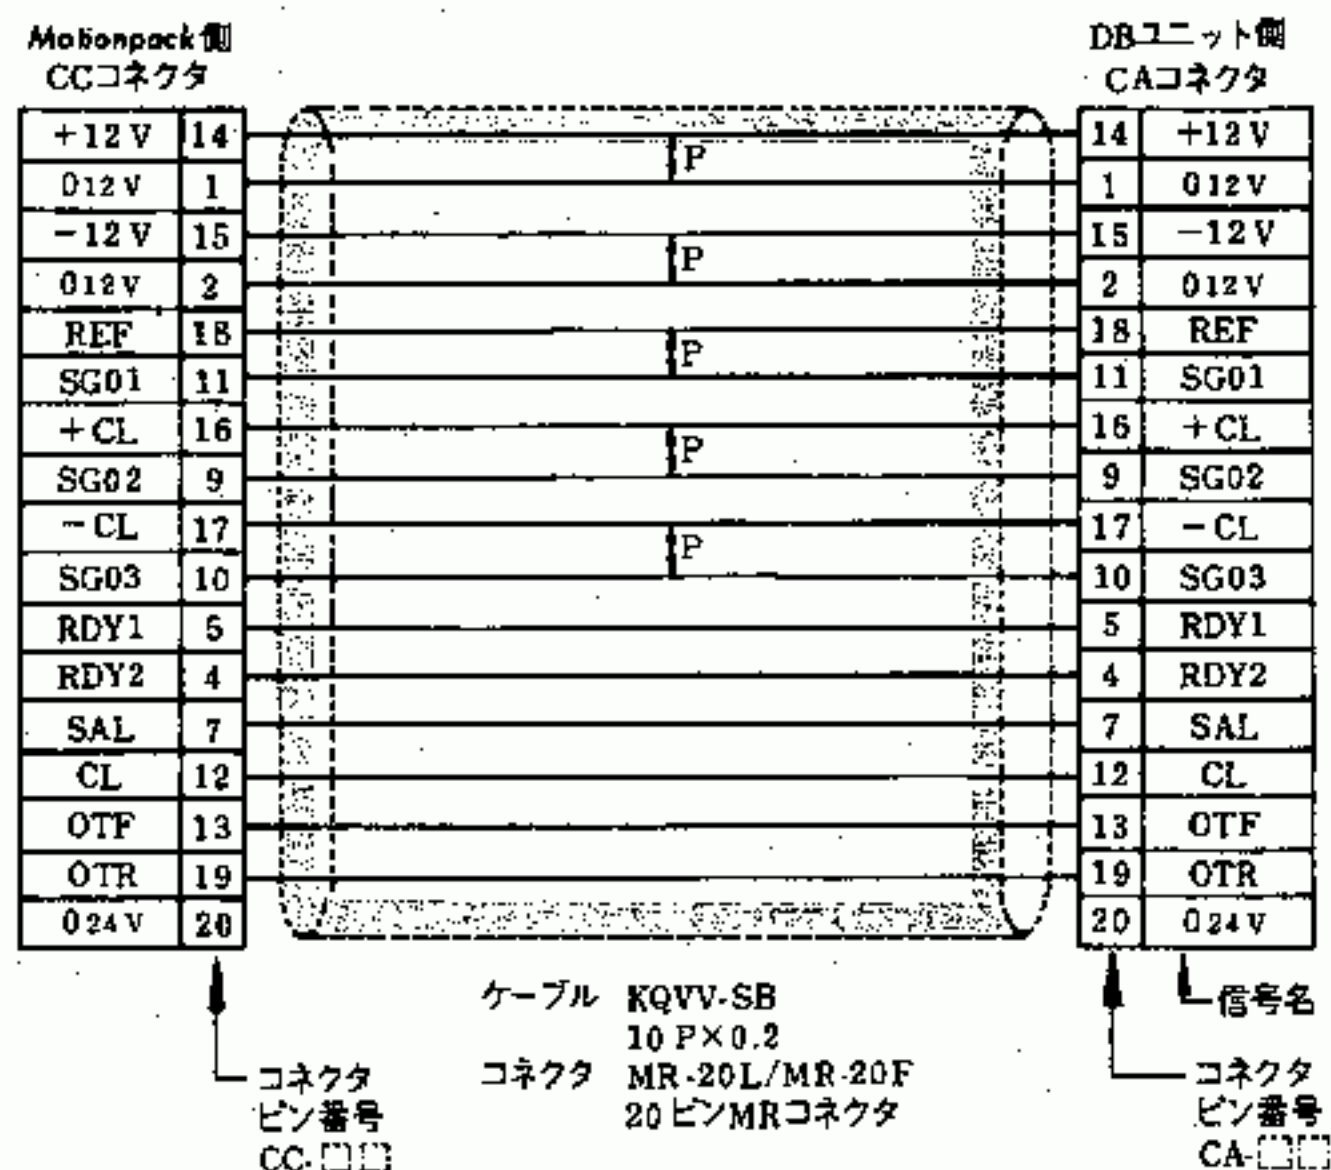 Motionpack側
CCコネクタ
DBユニット側
CAコネクタ
+12V 14 P 14 +12V
012V 1 1 012V
-12V 15 P 15 -12V
012V 2 2 012V
REF 18 P 18 REF
SG01 11 11 SG01
+CL 16 P 16 +CL
SG02 9 9 SG02
-CL 17 P 17 -CL
SG03 10 10 SG03
RDY1 5 5 RDY1
RDY2 4 4 RDY2
SAL 7 7 SAL
CL 12 12 CL
OTF 13 13 OTF
OTR 19 19 OTR
024V 20 20 024V
ケーブル KQVV-SB
10 P×0.2
コネクタ MR-20L/MR-20F
20ピンMRコネクタ
コネクタ
ピン番号
CC-□□
信号名
コネクタ
ピン番号
CA-□□